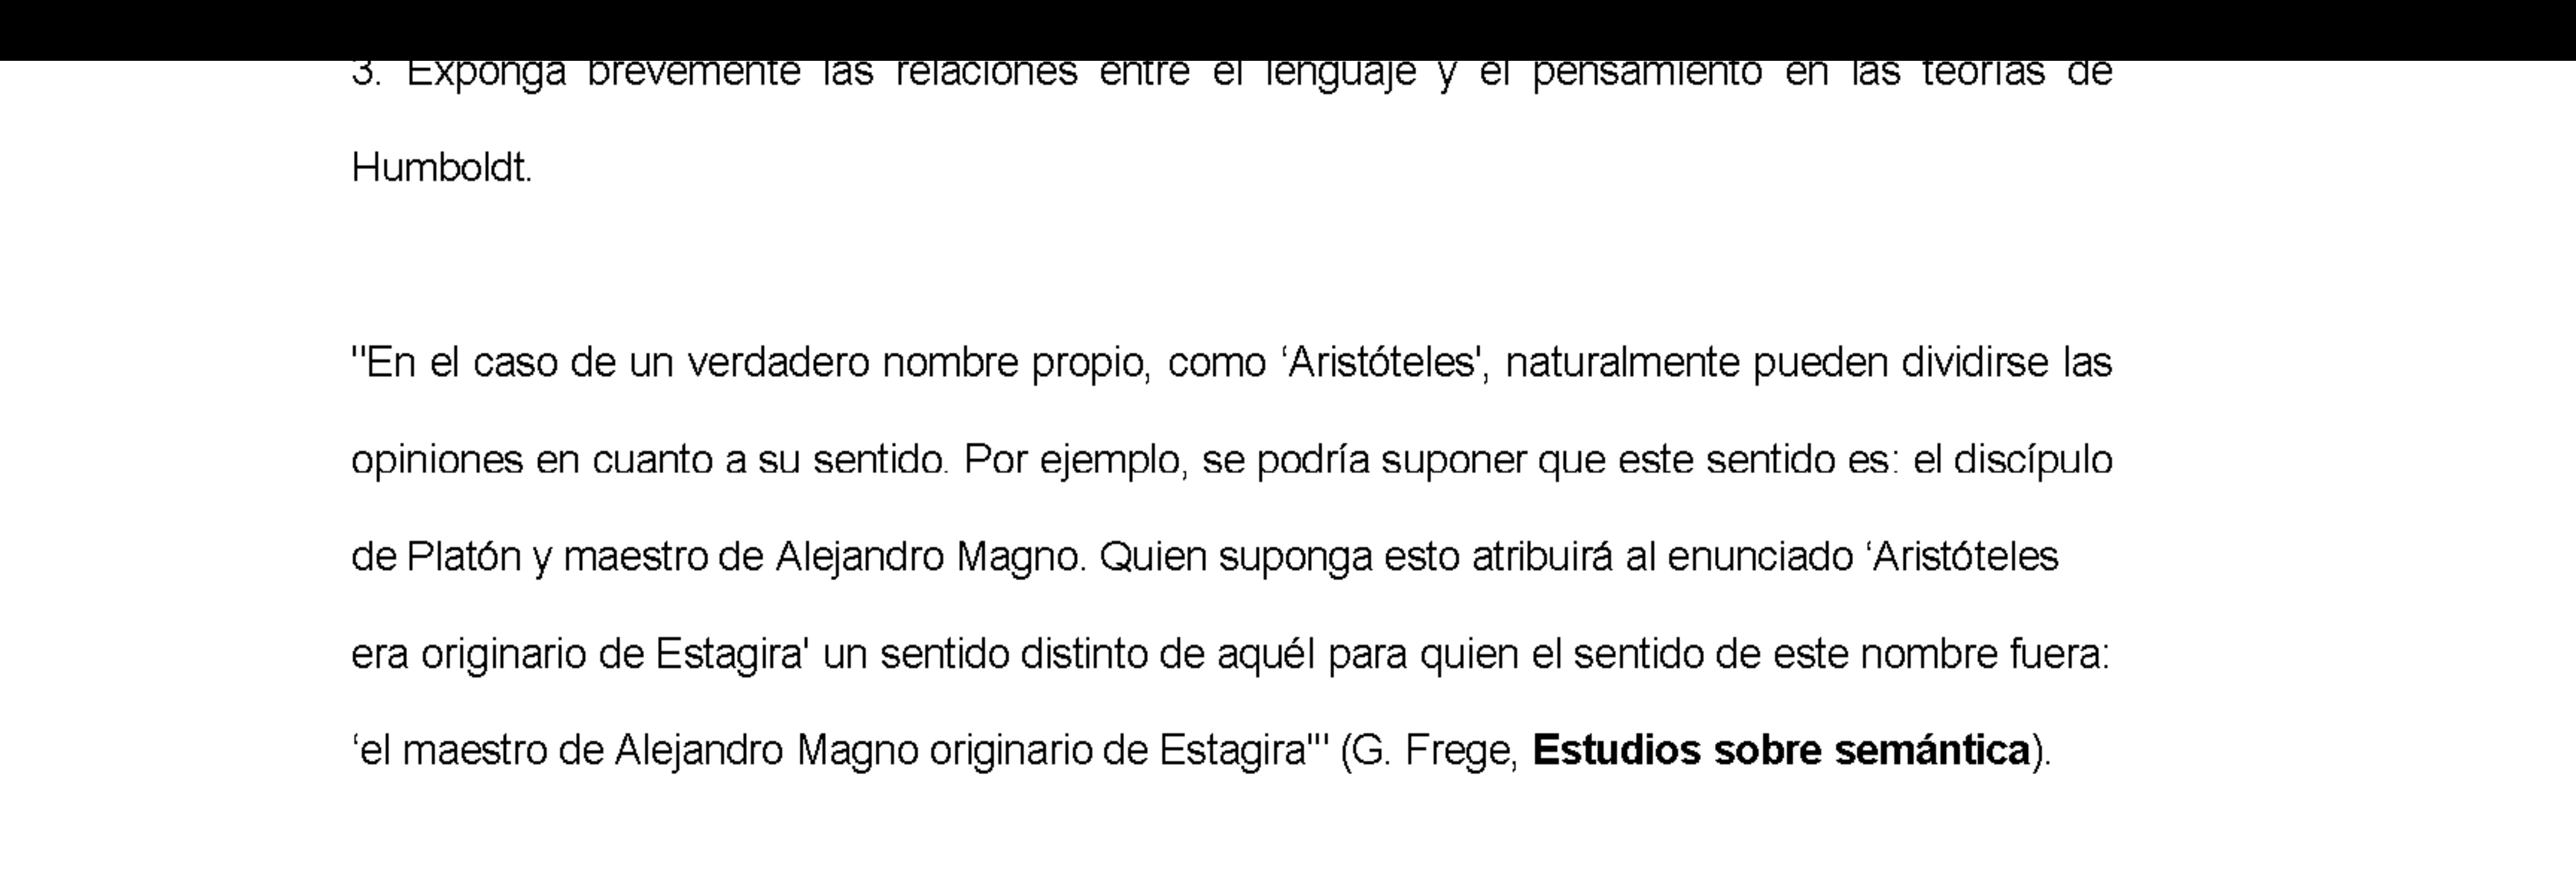 3. Exponga brevemente las relaciones entre el lenguaje y el pensamiento en las teorías de
Humboldt.
"En el caso de un verdadero nombre propio, como ‘Aristóteles', naturalmente pueden dividirse las
opiniones en cuanto a su sentido. Por ejemplo, se podría suponer que este sentido es: el discípulo
de Platón y maestro de Alejandro Magno. Quien suponga esto atribuirá al enunciado ‘Aristóteles
era originario de Estagira' un sentido distinto de aquél para quien el sentido de este nombre fuera:
‘el maestro de Alejandro Magno originario de Estagira"' (G. Frege, Estudios sobre semántica).